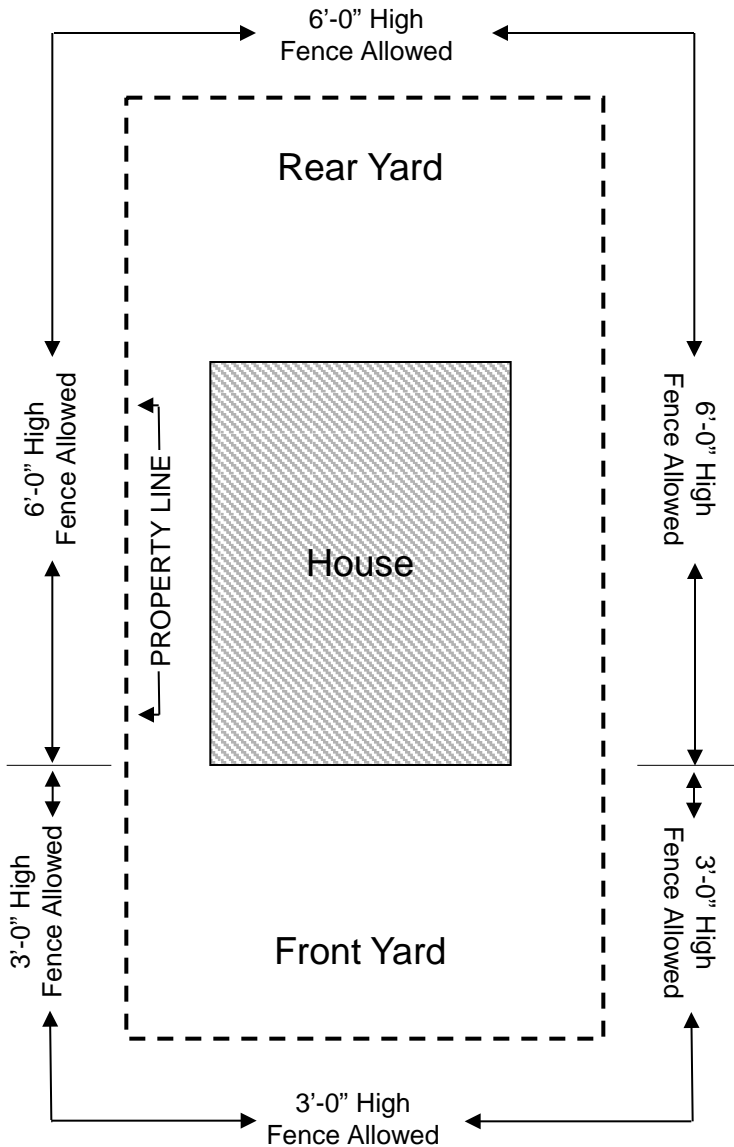 6’-0” High
Fence Allowed
Rear Yard
6’-0” High
Fence Allowed
PROPERTY LINE
House
6’-0” High
Fence Allowed
3’-0” High
Fence Allowed
Front Yard
3’-0” High
Fence Allowed
3’-0” High
Fence Allowed